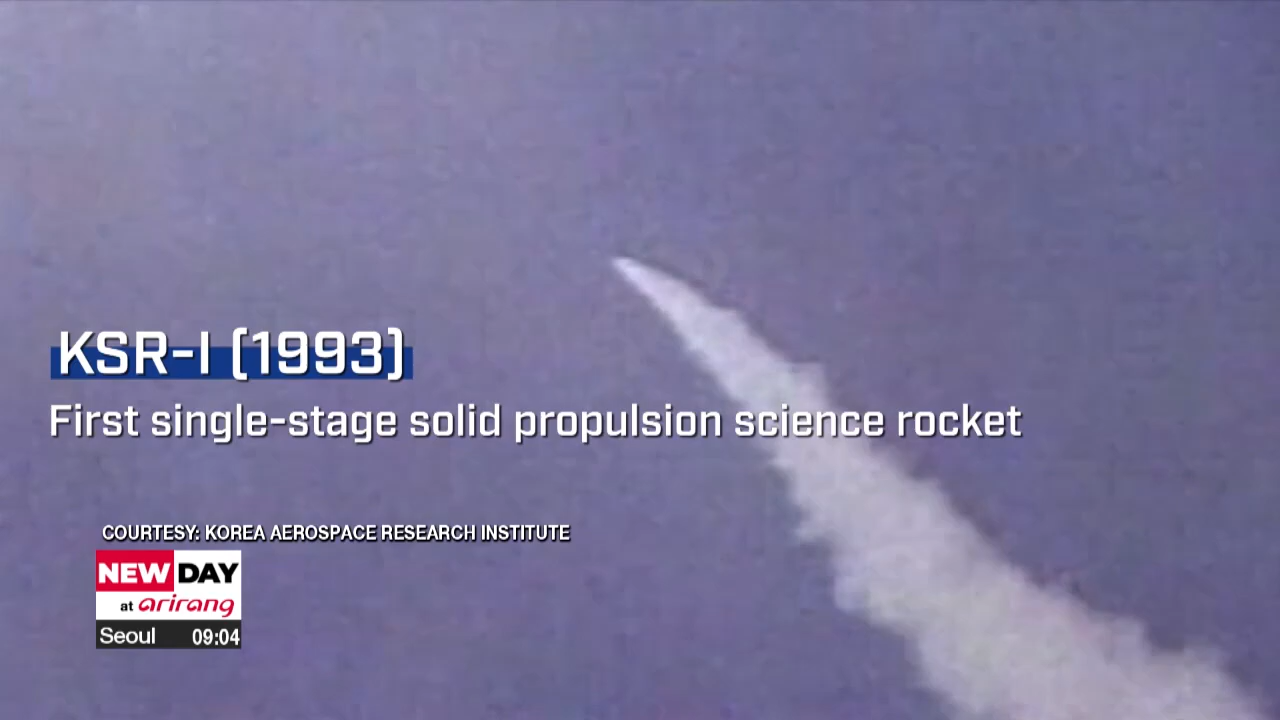 KSR-I (1993)
First single-stage solid propulsion science rocket
COURTESY: KOREA AEROSPACE RESEARCH INSTITUTE
NEW DAY
at arirang
Seoul 09:04